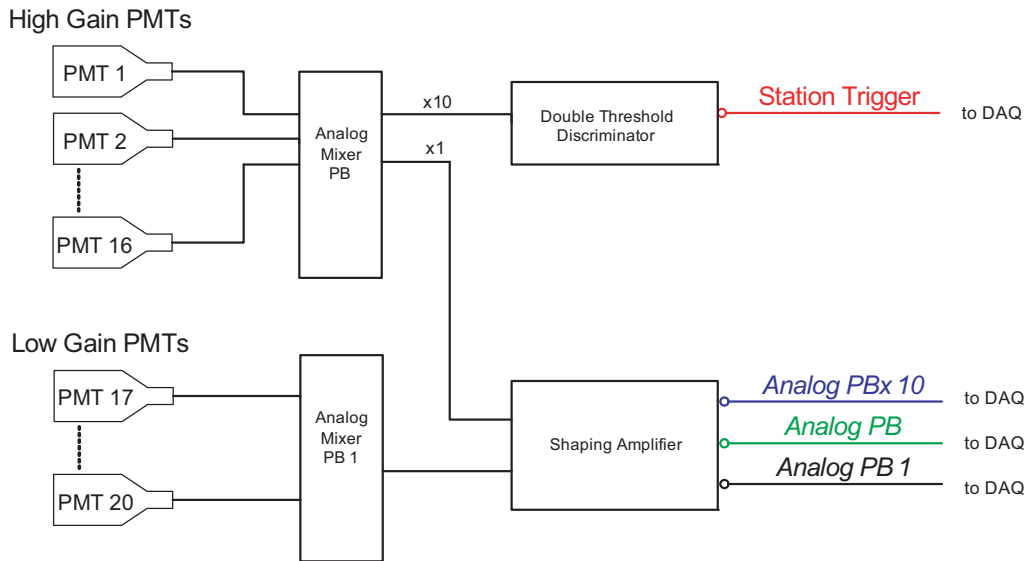 High Gain PMTs
PMT 1
PMT 2
PMT 16
Analog
Mixer
PB
x10
x1
Double Threshold
Discriminator
Station Trigger
to DAQ
Low Gain PMTs
PMT 17
PMT 20
Analog
Mixer
PB 1
Shaping Amplifier
Analog PBx 10
to DAQ
Analog PB
to DAQ
Analog PB 1
to DAQ